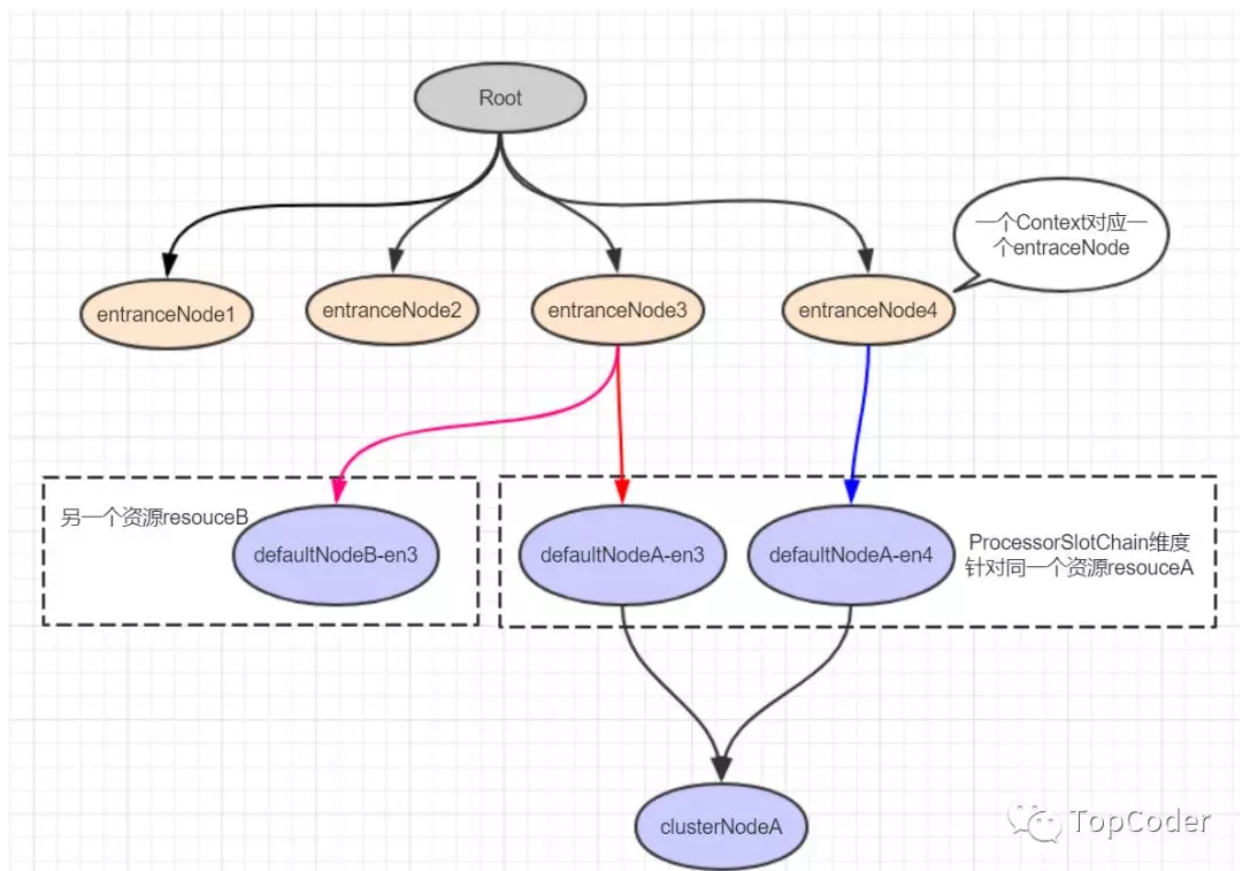 Root
一个Context对应一
个entraceNode
entranceNode1
entranceNode2
entranceNode3
entranceNode4
另一个资源resouceB
defaultNodeB-en3
defaultNodeA-en3
defaultNodeA-en4
ProcessorSlotChain维度
针对同一个资源resouceA
clusterNodeA
TopCoder